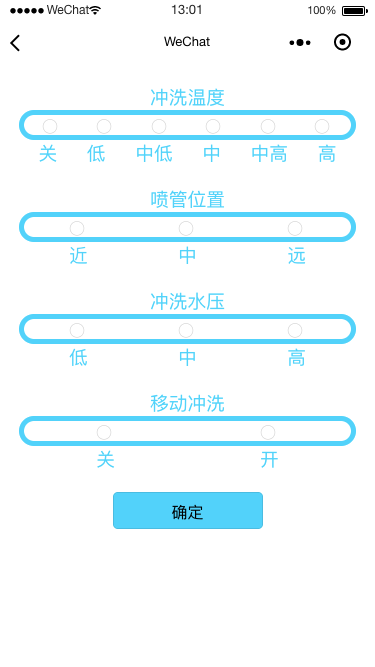 WeChat 13:01 100%
WeChat
冲洗温度
关 低 中低 中 中高 高
喷管位置
近 中 远
冲洗水压
低 中 高
移动冲洗
关 开
确定